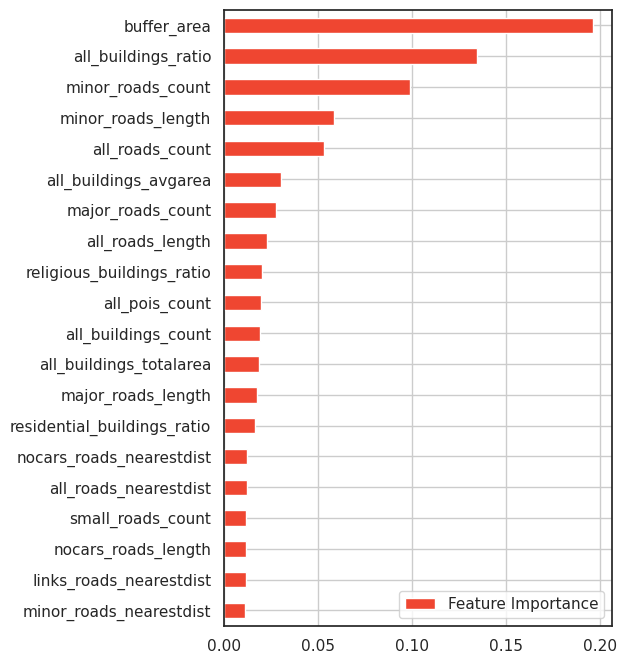 buffer_area
all_buildings_ratio
minor_roads_count
minor_roads_length
all_roads_count
all_buildings_avgarea
major_roads_count
all_roads_length
religious_buildings_ratio
all_pois_count
all_buildings_count
all_buildings_totalarea
major_roads_length
residential_buildings_ratio
nocars_roads_nearestdist
all_roads_nearestdist
small_roads_count
nocars_roads_length
links_roads_nearestdist
minor_roads_nearestdist
Feature Importance
0.00 0.05 0.10 0.15 0.20